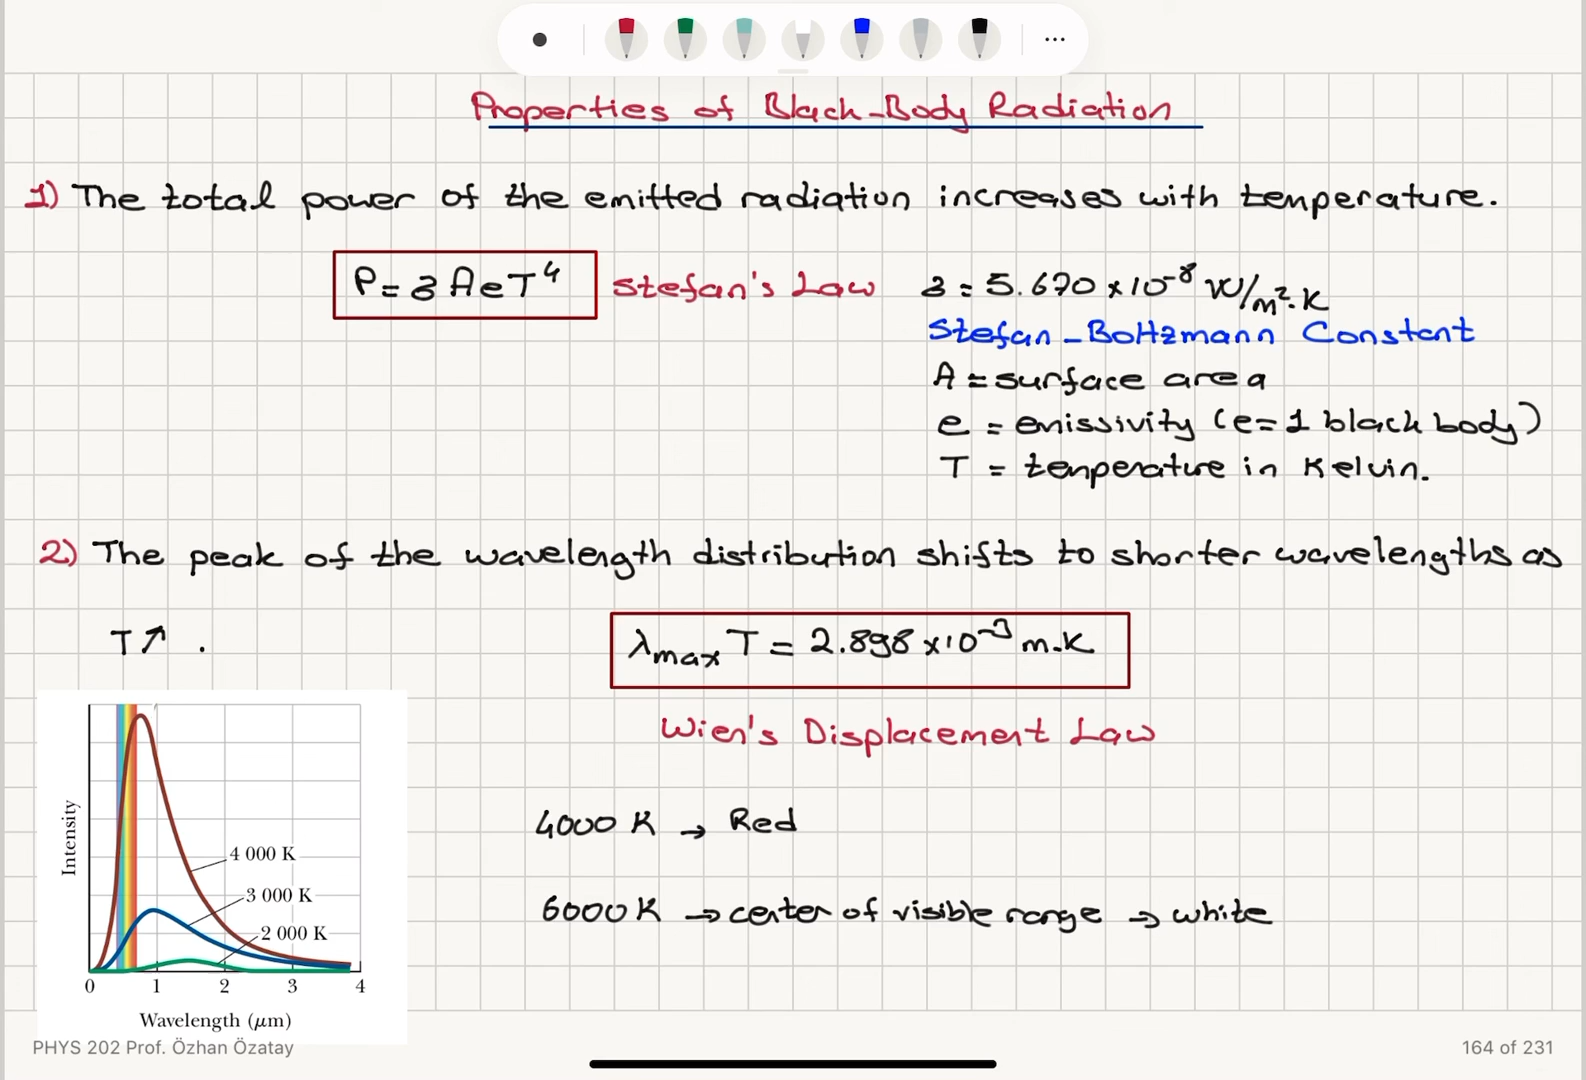 Properties of Black-Body Radiation
1) The total power of the emitted radiation increases with temperature.
P = σ A e T⁴ Stefan's Law σ = 5.670 x 10⁻⁸ W/m².K
Stefan-Boltzmann Constant
A = surface area
e = emissivity (e=1 black body)
T = temperature in Kelvin.
2) The peak of the wavelength distribution shifts to shorter wavelengths as
T↗ .
λmax T = 2.898 x 10⁻³ m.K
Wien's Displacement Law
4000 K → Red
6000 K → center of visible range → white
Intensity
4 000 K
3 000 K
2 000 K
0 1 2 3 4
Wavelength (μm)
PHYS 202 Prof. Özhan Özatay
164 of 231